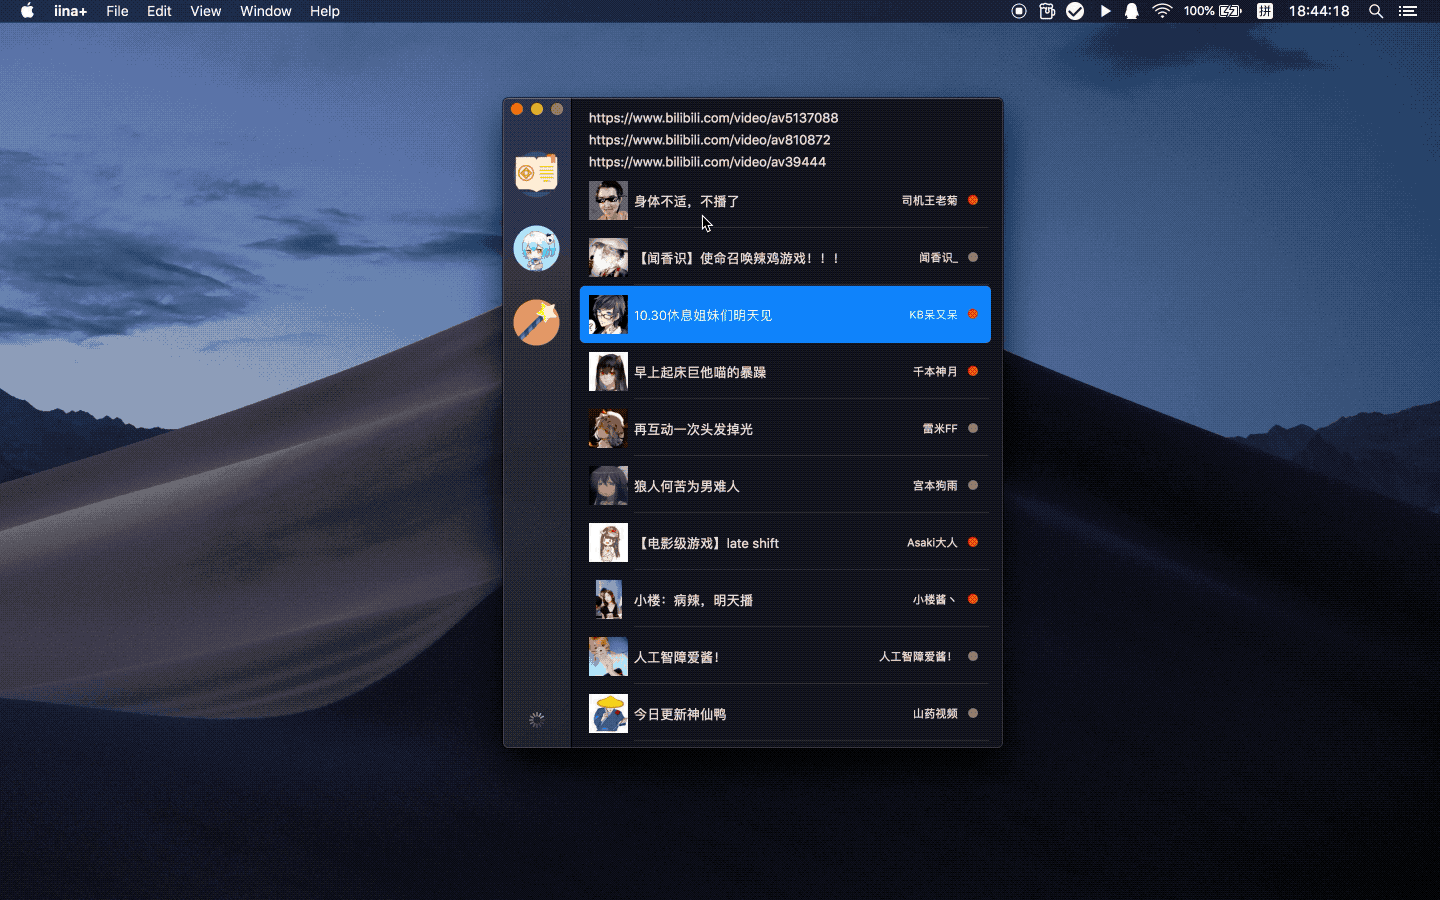 iina+ File Edit View Window Help 100% 拼 18:44:18
https://www.bilibili.com/video/av5137088
https://www.bilibili.com/video/av810872
https://www.bilibili.com/video/av39444
身体不适，不播了 司机王老菊
【闻香识】使命召唤辣鸡游戏！！！ 闻香识_
10.30休息姐妹们明天见 KB呆又呆
早上起床巨他喵的暴躁 千本神月
再互动一次头发掉光 雷米FF
狼人何苦为男难人 宫本狗雨
【电影级游戏】late shift Asaki大人
小楼：病辣，明天播 小楼酱丶
人工智障爱酱！ 人工智障爱酱！
今日更新神仙鸭 山药视频